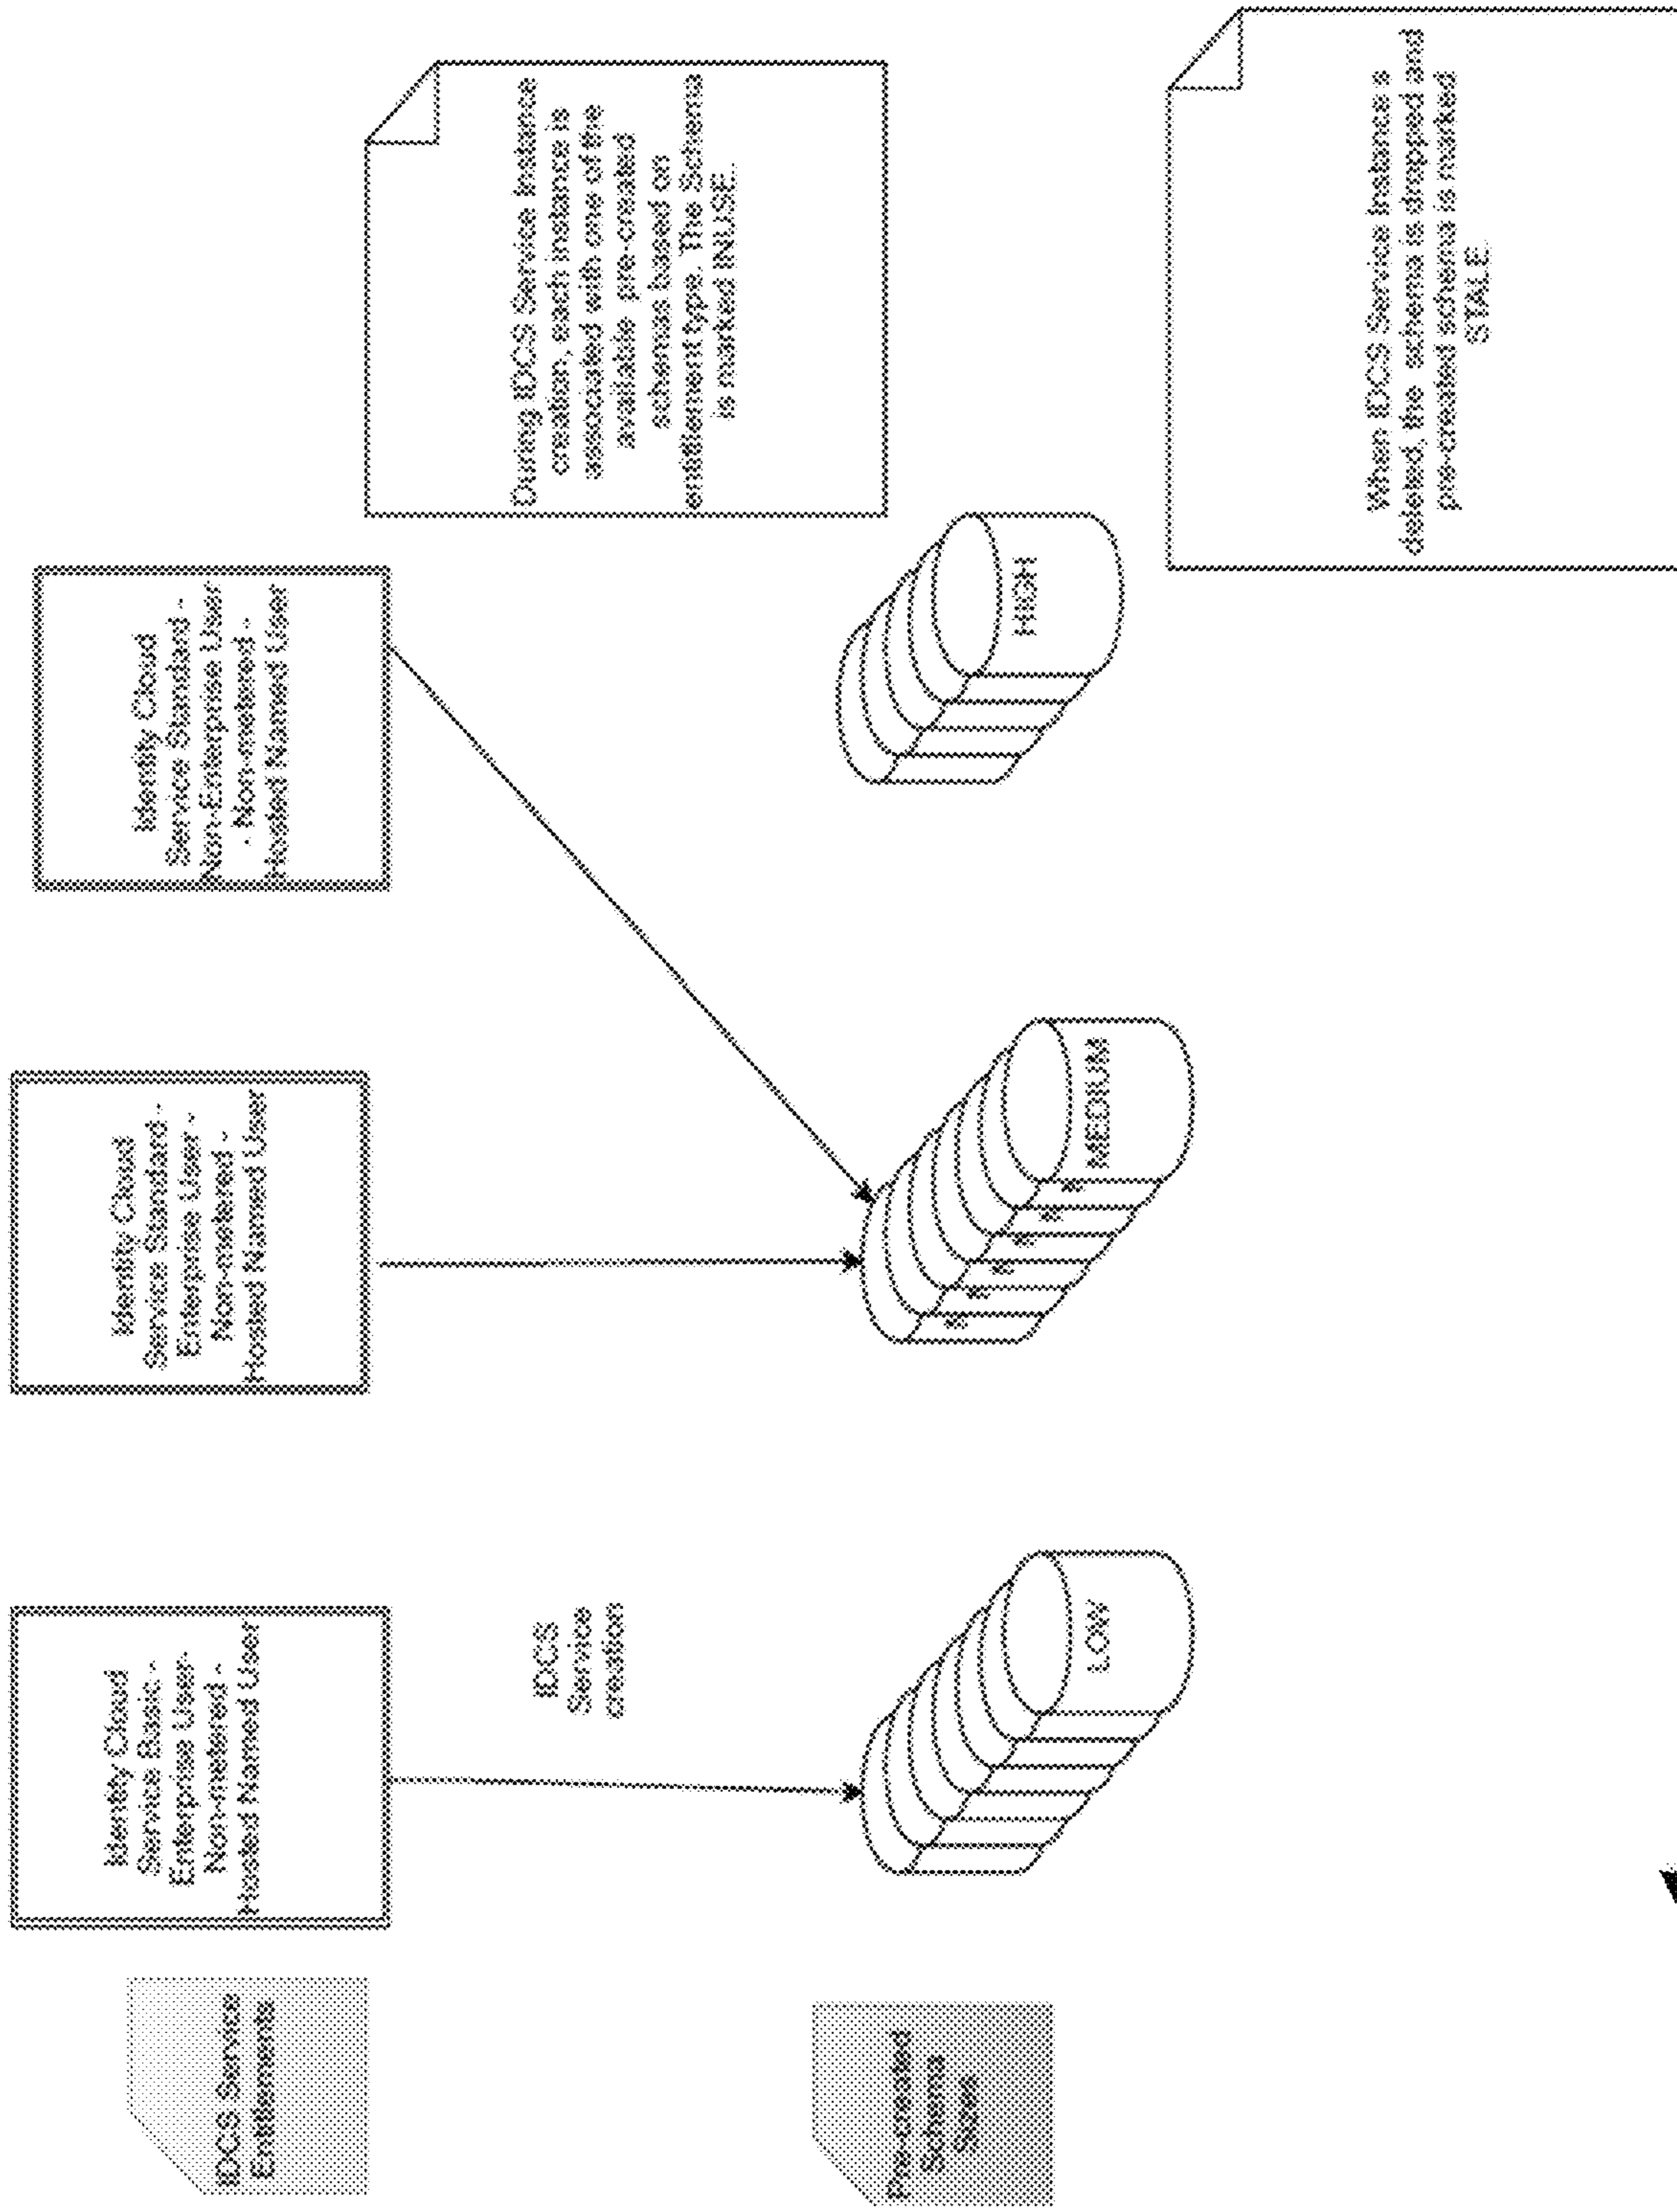 IDCS Service
Entitlements
Identity Cloud
Service Basic -
Enterprise User-
Non-metered -
Hosted Named User
Identity Cloud
Service Standard -
Enterprise User -
Non-metered -
Hosted Named User
Identity Cloud
Service Standard -
Non-Enterprise User
- Non-metered -
Hosted Named User
IDCS
Service
creation
During IDCS Service Instance
creation, each instance is
associated with one of the
available pre-created
schemas based on
entitlement type. The Schema
is marked INUSE.
Pre-created
Schema
Sizes
LOW
MEDIUM
HIGH
When IDCS Service Instance s
deleted, the schema is dropped and
pre-created schema is marked
STALE.